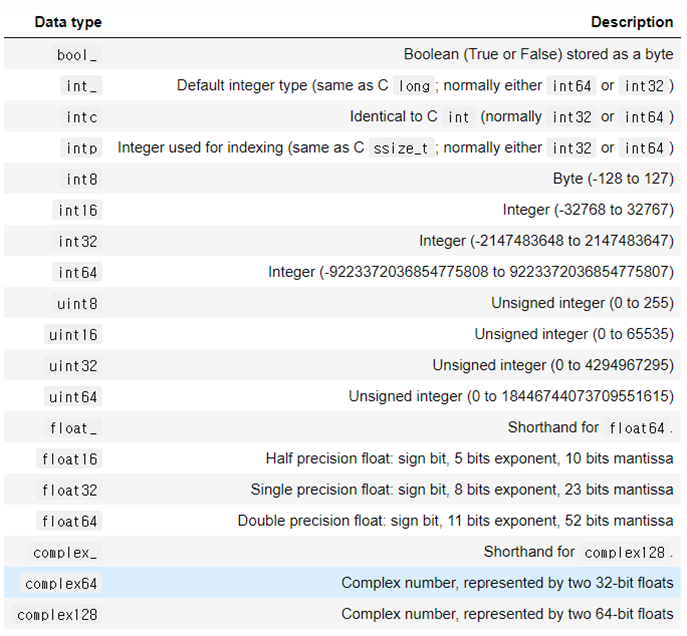 Data type Description
bool_ Boolean (True or False) stored as a byte
int_ Default integer type (same as C long ; normally either int64 or int32 )
intc Identical to C int (normally int32 or int64 )
intp Integer used for indexing (same as C ssize_t ; normally either int32 or int64 )
int8 Byte (-128 to 127)
int16 Integer (-32768 to 32767)
int32 Integer (-2147483648 to 2147483647)
int64 Integer (-9223372036854775808 to 9223372036854775807)
uint8 Unsigned integer (0 to 255)
uint16 Unsigned integer (0 to 65535)
uint32 Unsigned integer (0 to 4294967295)
uint64 Unsigned integer (0 to 18446744073709551615)
float_ Shorthand for float64 .
float16 Half precision float: sign bit, 5 bits exponent, 10 bits mantissa
float32 Single precision float: sign bit, 8 bits exponent, 23 bits mantissa
float64 Double precision float: sign bit, 11 bits exponent, 52 bits mantissa
complex_ Shorthand for complex128 .
complex64 Complex number, represented by two 32-bit floats
complex128 Complex number, represented by two 64-bit floats